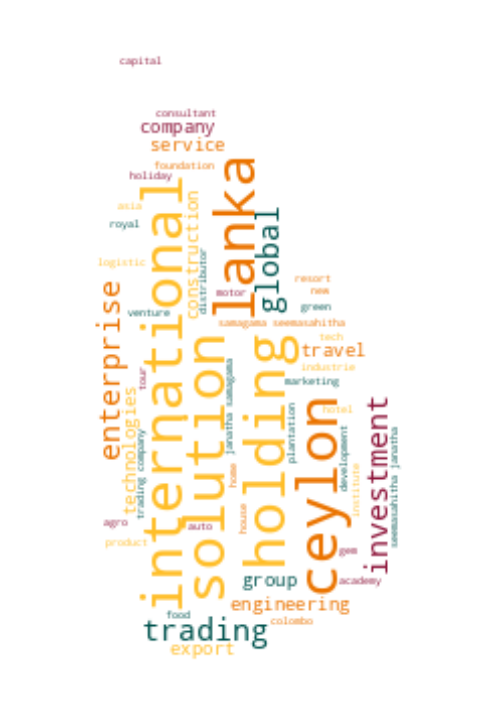 capital
consultant
company
service
foundation
holiday
lanka
international
construction
asia
global
royal
distributor
logistic
resort
motor
new
enterprise
venture
green
samagama seemasahitha
solution
holding
tech
travel
janatha samagama
industrie
tour
marketing
technologies
ceylon
investment
plantation
hotel
development
seemasahitha janatha
trading company
home
institute
house
agro
auto
product
gem
group
academy
engineering
food
colombo
trading
export